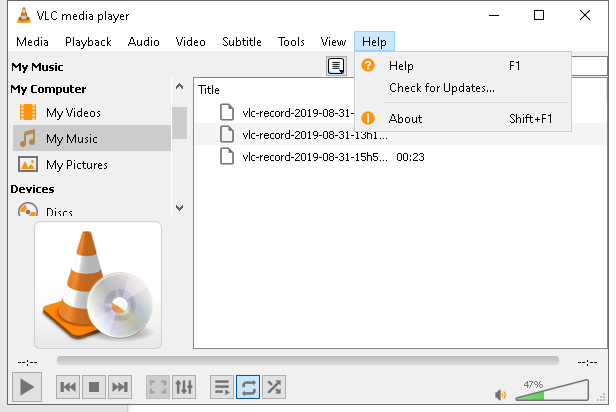 VLC media player
Media Playback Audio Video Subtitle Tools View Help
My Music
Help F1
My Computer
Check for Updates...
Title
My Videos
vlc-record-2019-08-31-
About Shift+F1
My Music
vlc-record-2019-08-31-13h1...
My Pictures
vlc-record-2019-08-31-15h5... 00:23
Devices
Discs
--:-- --:--
47%